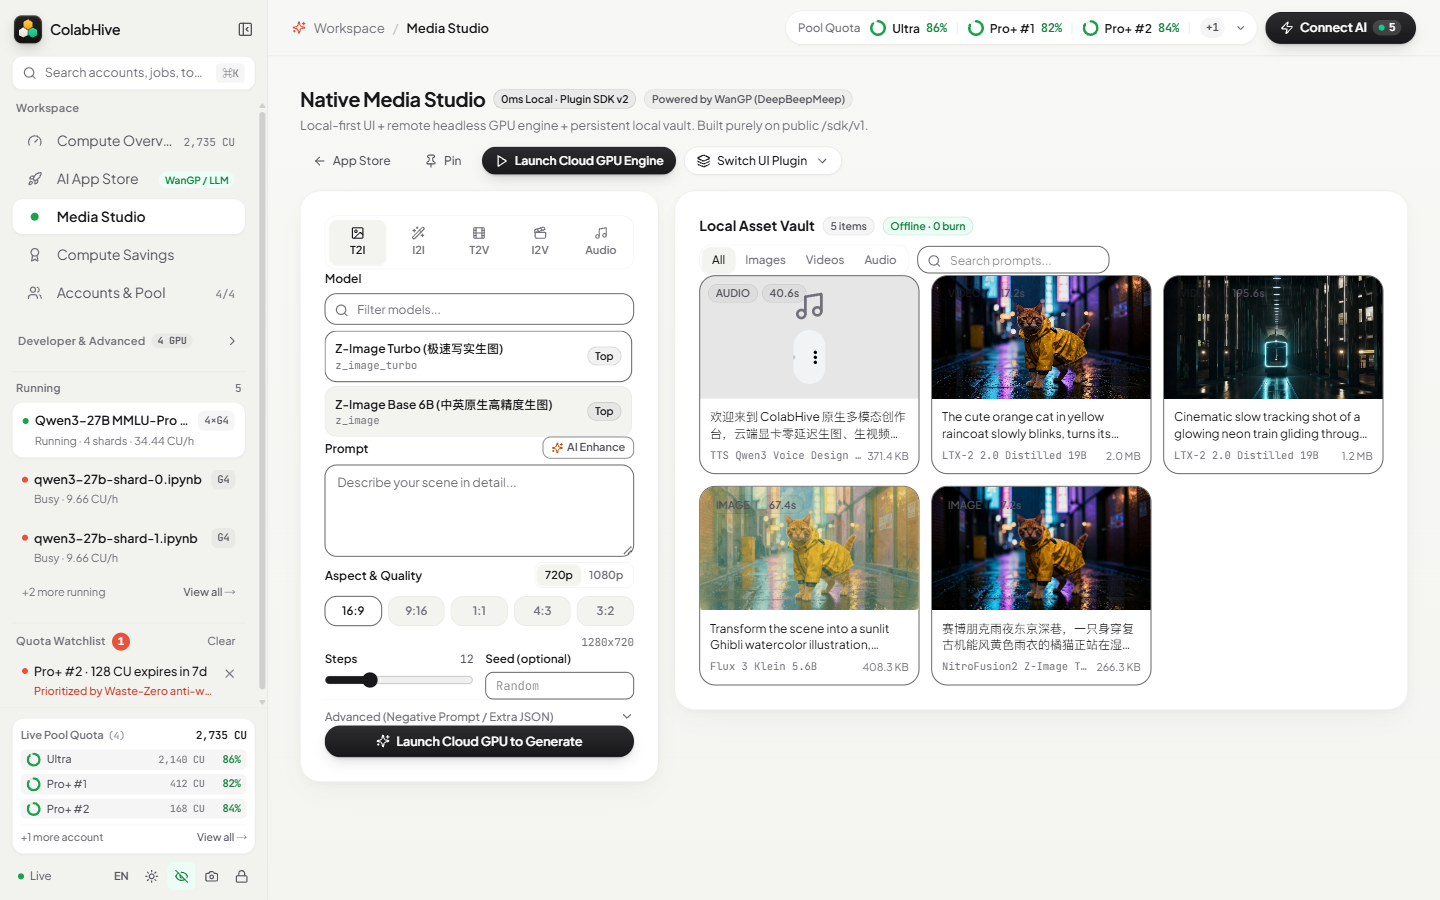 ColabHive
Search accounts, jobs, to...
⌘K
Workspace
Compute Overv... 2,735 CU
AI App Store WanGP / LLM
Media Studio
Compute Savings
Accounts & Pool 4/4
Developer & Advanced 4 GPU
Running 5
Qwen3-27B MMLU-Pro ... 4×G4
Running · 4 shards · 34.44 CU/h
qwen3-27b-shard-0.ipynb G4
Busy · 9.66 CU/h
qwen3-27b-shard-1.ipynb G4
Busy · 9.66 CU/h
+2 more running View all →
Quota Watchlist 1 Clear
Pro+ #2 · 128 CU expires in 7d
Prioritized by Waste-Zero anti-w...
Live Pool Quota (4) 2,735 CU
Ultra 2,140 CU 86%
Pro+ #1 412 CU 82%
Pro+ #2 168 CU 84%
+1 more account View all →
Live EN
Workspace / Media Studio
Pool Quota Ultra 86% Pro+ #1 82% Pro+ #2 84% +1
Connect AI 5
Native Media Studio 0ms Local · Plugin SDK v2 Powered by WanGP (DeepBeepMeep)
Local-first UI + remote headless GPU engine + persistent local vault. Built purely on public /sdk/v1.
← App Store Pin Launch Cloud GPU Engine Switch UI Plugin
T2I I2I T2V I2V Audio
Model
Filter models...
Z-Image Turbo (极速写实生图) Top
z_image_turbo
Z-Image Base 6B (中英原生高精度生图) Top
z_image
Prompt AI Enhance
Describe your scene in detail...
Aspect & Quality 720p 1080p
16:9 9:16 1:1 4:3 3:2
1280x720
Steps 12 Seed (optional)
Random
Advanced (Negative Prompt / Extra JSON)
Launch Cloud GPU to Generate
Local Asset Vault 5 items Offline · 0 burn
All Images Videos Audio Search prompts...
AUDIO 40.6s
欢迎来到 ColabHive 原生多模态创作
台，云端显卡零延迟生图、生视频...
TTS Qwen3 Voice Design … 371.4 KB
The cute orange cat in yellow
raincoat slowly blinks, turns its...
LTX-2 2.0 Distilled 19B 2.0 MB
195.6s
Cinematic slow tracking shot of a
glowing neon train gliding throug...
LTX-2 2.0 Distilled 19B 1.2 MB
IMAGE 67.4s
Transform the scene into a sunlit
Ghibli watercolor illustration,...
Flux 3 Klein 5.6B 408.3 KB
IMAGE
赛博朋克雨夜东京深巷，一只身穿复
古机能风黄色雨衣的橘猫正站在湿...
NitroFusion2 Z-Image T… 266.3 KB